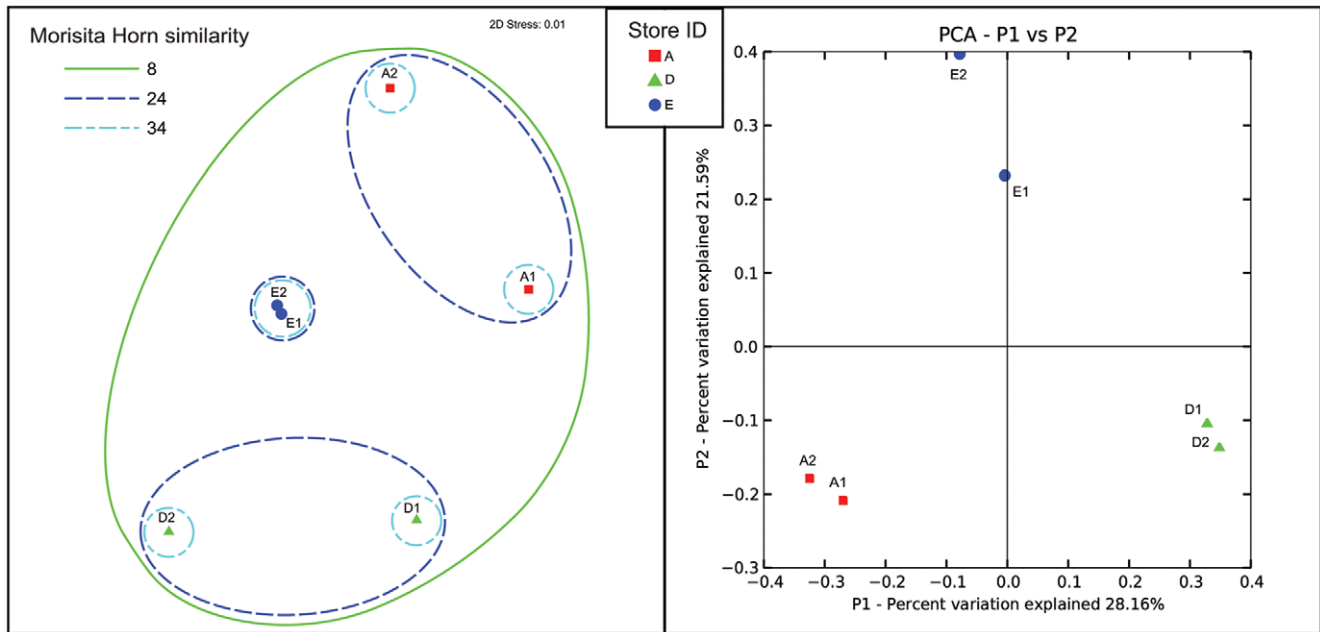 Morisita Horn similarity
8
24
34
2D Stress: 0.01
A2
A1
E2
E1
D2
D1
Store ID
A
D
E
PCA - P1 vs P2
P2 - Percent variation explained 21.59%
0.4
0.3
0.2
0.1
0.0
−0.1
−0.2
−0.3
E2
E1
D1
D2
A2
A1
−0.4 −0.3 −0.2 −0.1 0.0 0.1 0.2 0.3 0.4
P1 - Percent variation explained 28.16%